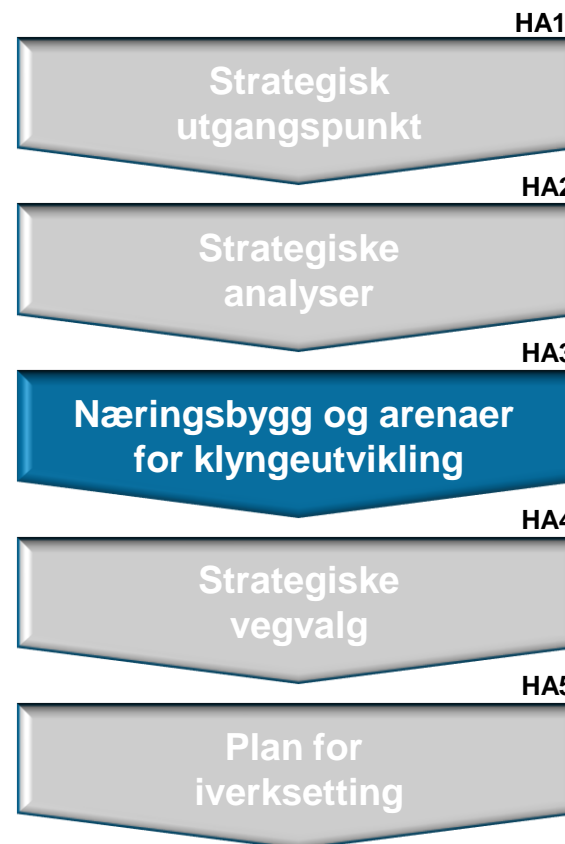 HA1
Strategisk
utgangspunkt
HA2
Strategiske
analyser
HA3
Næringsbygg og arenaer
for klyngeutvikling
HA4
Strategiske
vegvalg
HA5
Plan for
iverksetting